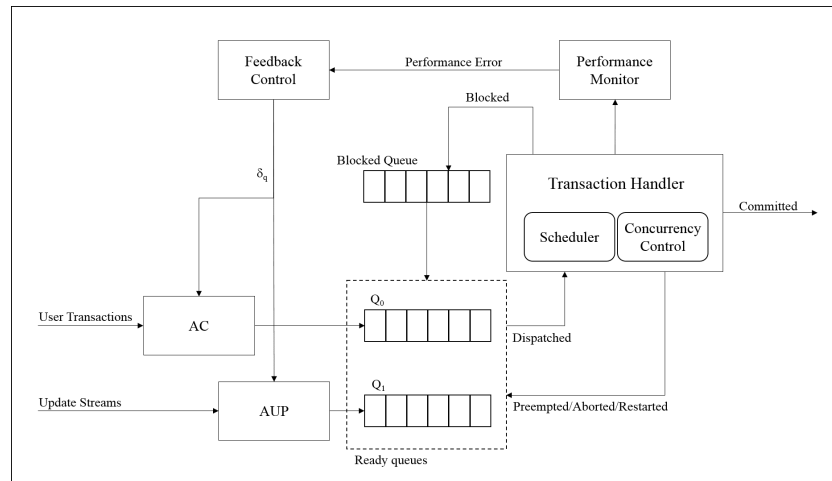 Feedback
Control
Performance Error
Performance
Monitor
Blocked
Blocked Queue
δq
Transaction Handler
Scheduler
Concurrency
Control
Committed
User Transactions
AC
Q0
Dispatched
Update Streams
AUP
Q1
Preempted/Aborted/Restarted
Ready queues